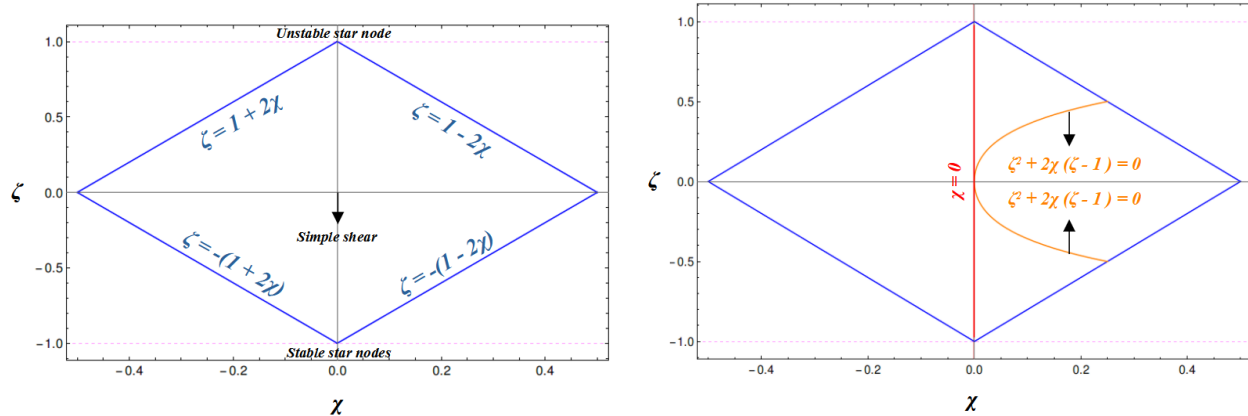 Unstable star node
1.0
0.5
0.0
−0.5
−1.0
ζ
ζ = 1 + 2χ
ζ = 1 - 2χ
Simple shear
ζ = -(1 + 2χ)
ζ = -(1 - 2χ)
Stable star nodes
−0.4
−0.2
0.0
0.2
0.4
χ
1.0
0.5
0.0
−0.5
−1.0
ζ
χ = 0
ζ² + 2χ (ζ - 1 ) = 0
ζ² + 2χ (ζ - 1 ) = 0
−0.4
−0.2
0.0
0.2
0.4
χ